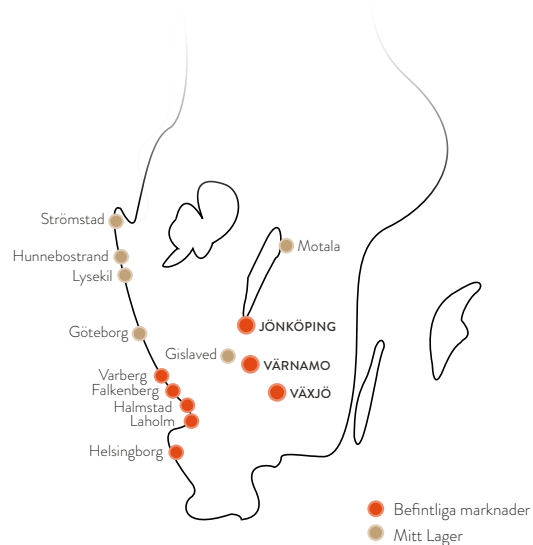 Strömstad
Hunnebostrand
Motala
Lysekil
JÖNKÖPING
Göteborg
Gislaved
VÄRNAMO
Varberg
Falkenberg
VÄXJÖ
Halmstad
Laholm
Helsingborg
Befintliga marknader
Mitt Lager